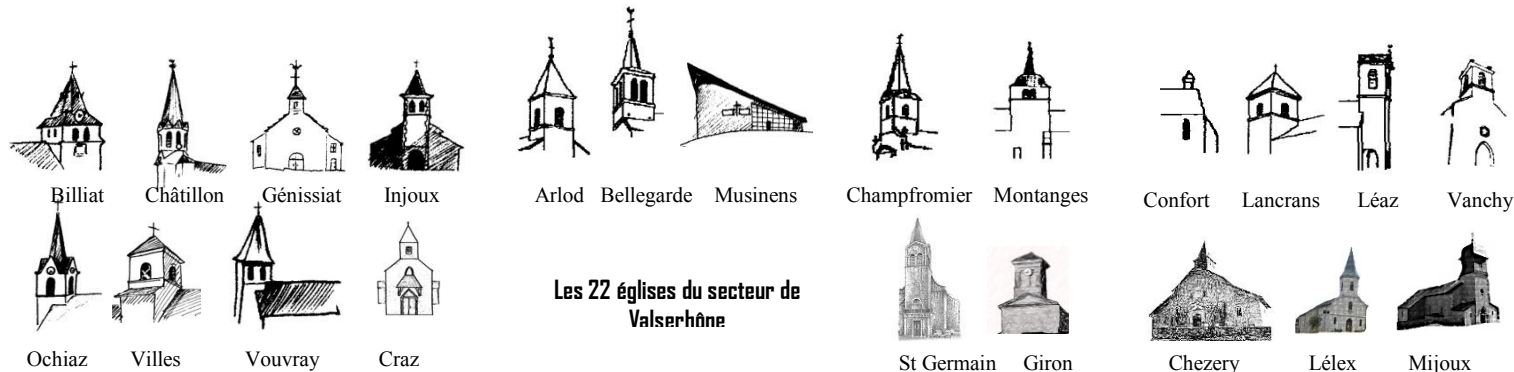 Billiat Châtillon Génissiat Injoux Arlod Bellegarde Musinens Champfromier Montanges Confort Lancrans Léaz Vanchy
Les 22 églises du secteur de
Valserhône
Ochiaz Villes Vouvray Craz St Germain Giron Chezery Lélex Mijoux